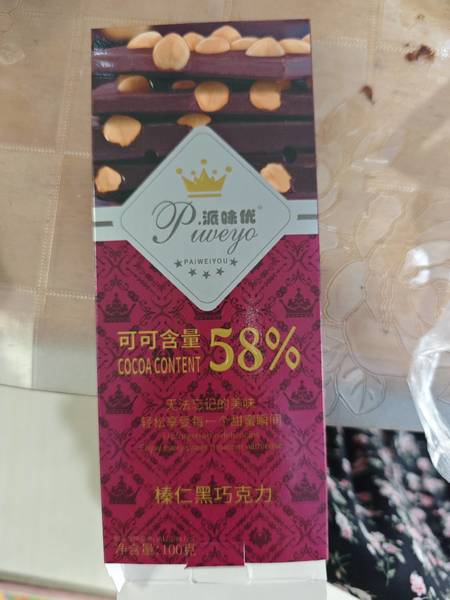 派味优®
P.uweyo
PAIWEIYOU
可可含量
COCOA CONTENT
58%
无法忘记的美味
轻松享受每一个甜蜜瞬间
榛仁黑巧克力
净含量:100克